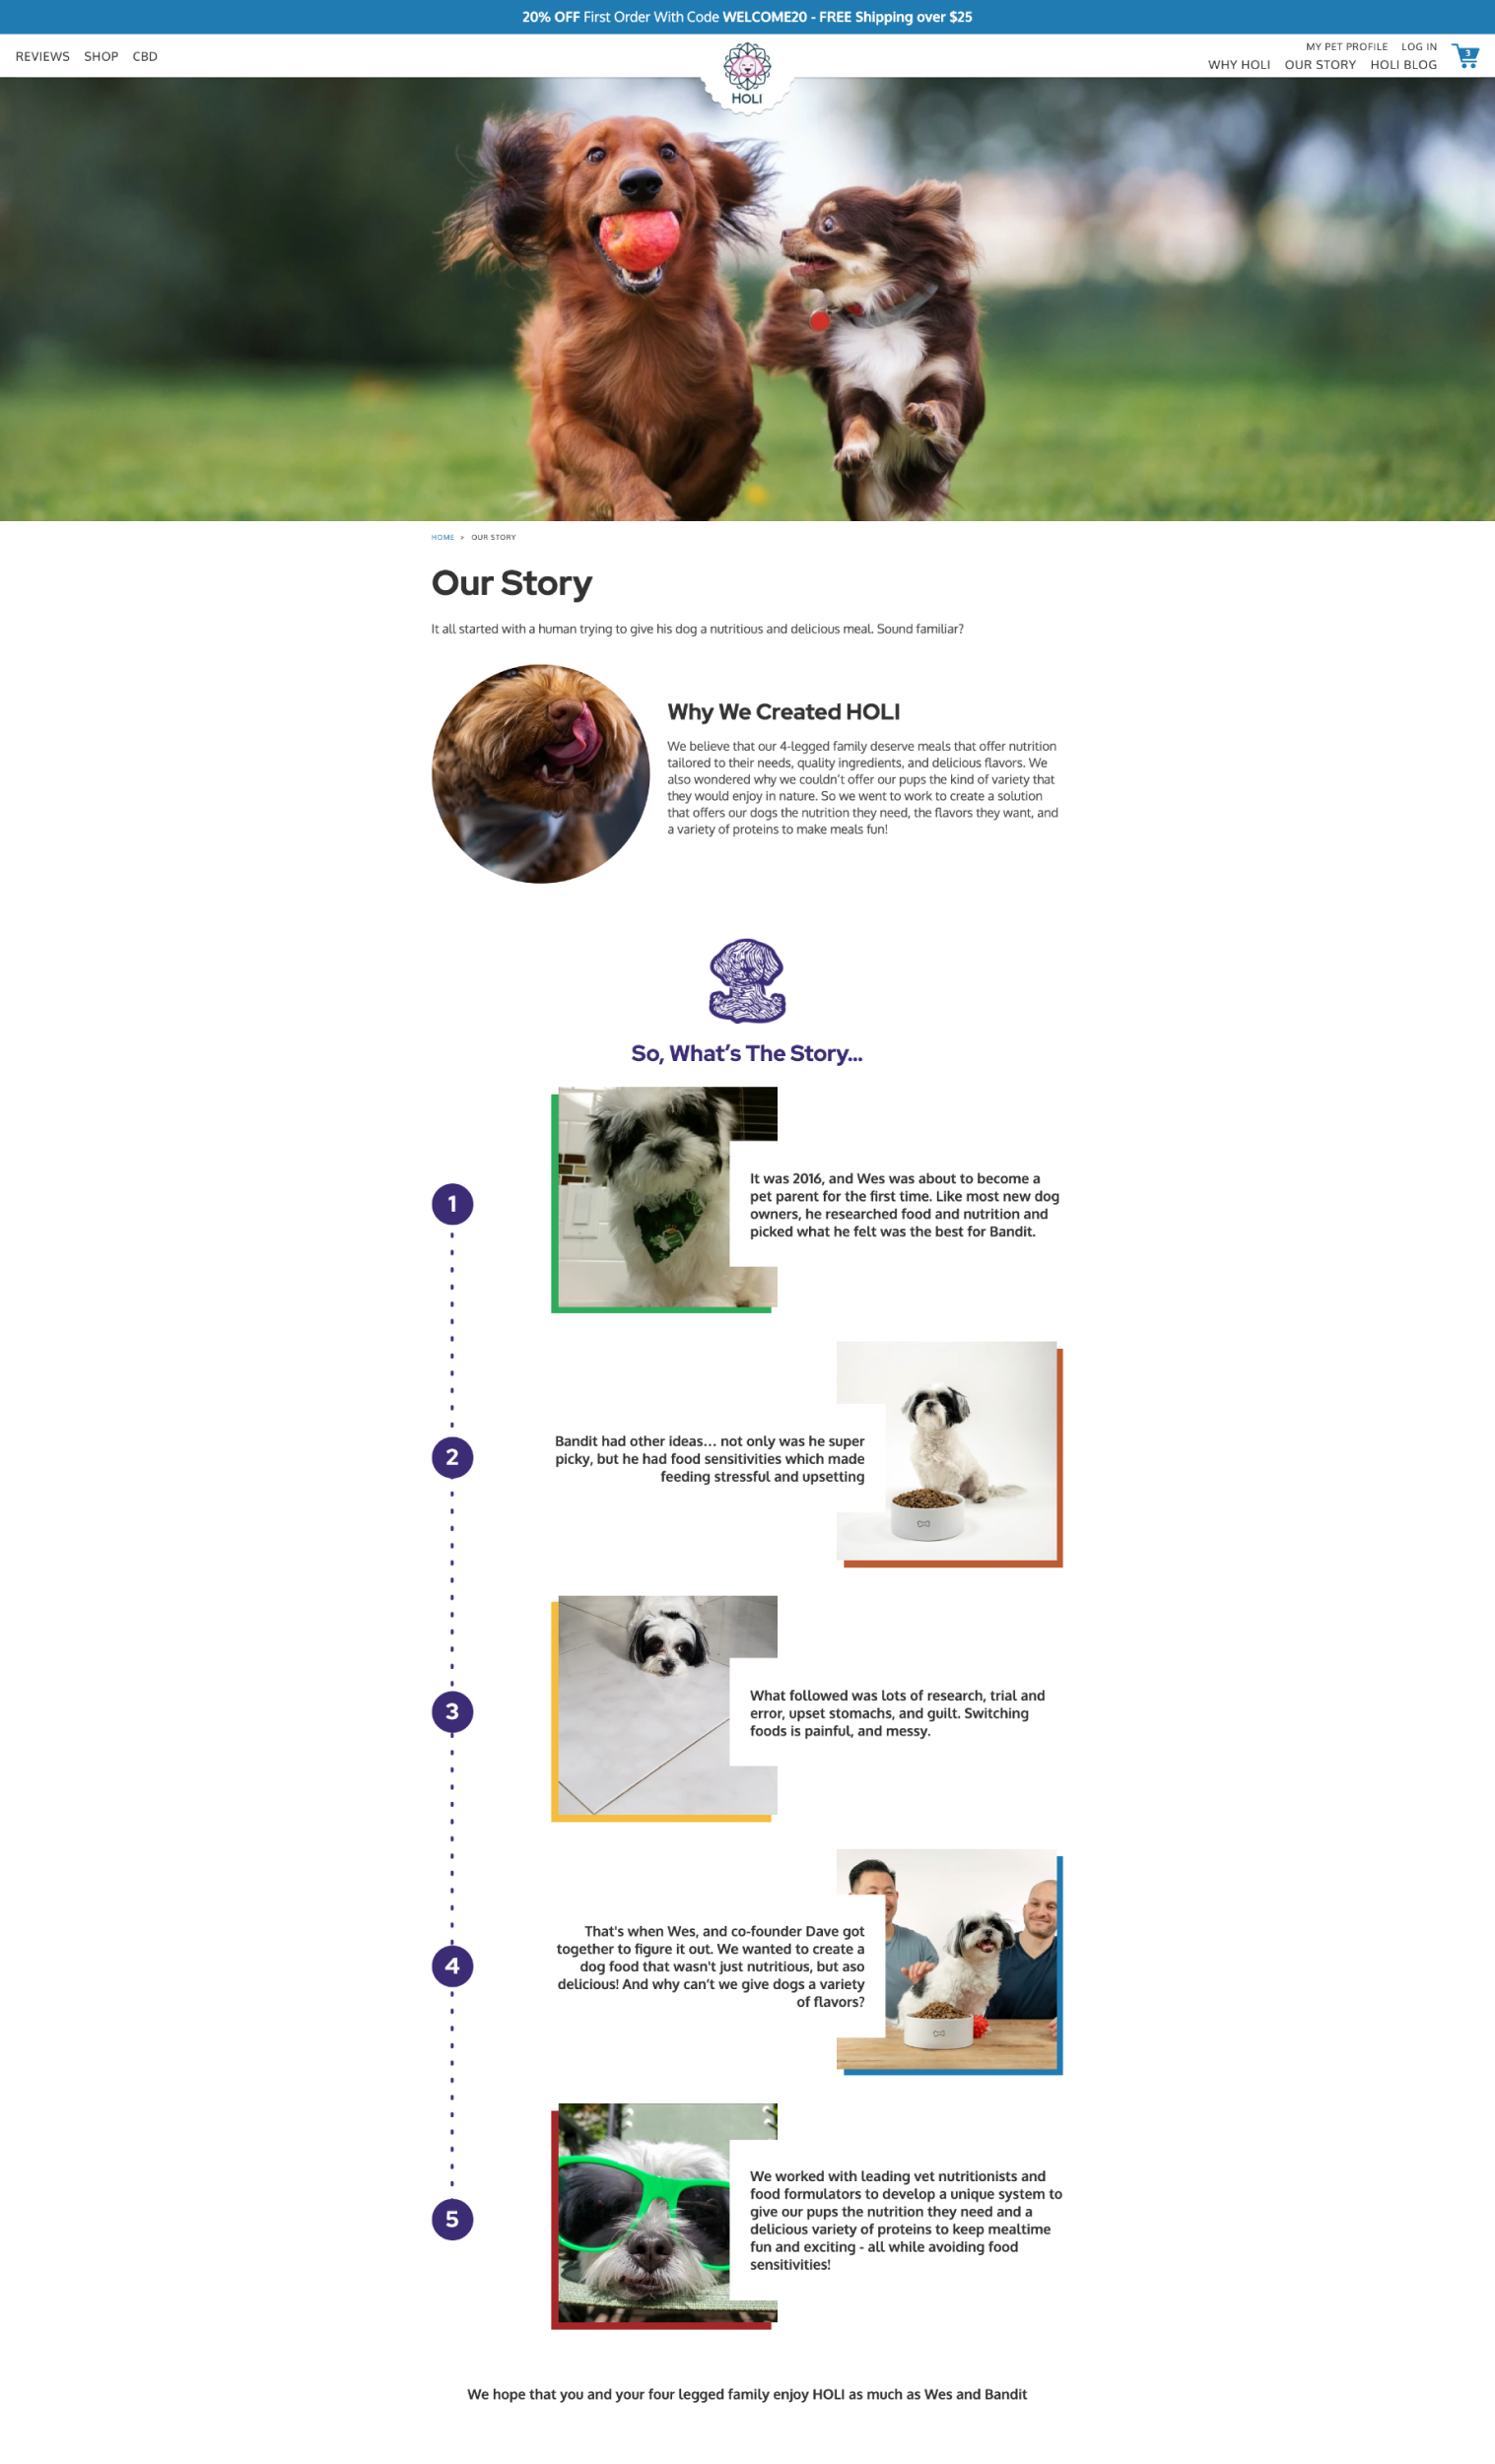 20% OFF First Order With Code WELCOME20 - FREE Shipping over $25
REVIEWS SHOP CBD
HOLI
MY PET PROFILE LOG IN
WHY HOLI OUR STORY HOLI BLOG
3
HOME > OUR STORY
Our Story
It all started with a human trying to give his dog a nutritious and delicious meal. Sound familiar?
Why We Created HOLI
We believe that our 4-legged family deserve meals that offer nutrition
tailored to their needs, quality ingredients, and delicious flavors. We
also wondered why we couldn't offer our pups the kind of variety that
they would enjoy in nature. So we went to work to create a solution
that offers our dogs the nutrition they need, the flavors they want, and
a variety of proteins to make meals fun!
So, What's The Story...
1
It was 2016, and Wes was about to become a
pet parent for the first time. Like most new dog
owners, he researched food and nutrition and
picked what he felt was the best for Bandit.
2
Bandit had other ideas... not only was he super
picky, but he had food sensitivities which made
feeding stressful and upsetting
3
What followed was lots of research, trial and
error, upset stomachs, and guilt. Switching
foods is painful, and messy.
4
That's when Wes, and co-founder Dave got
together to figure it out. We wanted to create a
dog food that wasn't just nutritious, but aso
delicious! And why can't we give dogs a variety
of flavors?
5
We worked with leading vet nutritionists and
food formulators to develop a unique system to
give our pups the nutrition they need and a
delicious variety of proteins to keep mealtime
fun and exciting - all while avoiding food
sensitivities!
We hope that you and your four legged family enjoy HOLI as much as Wes and Bandit